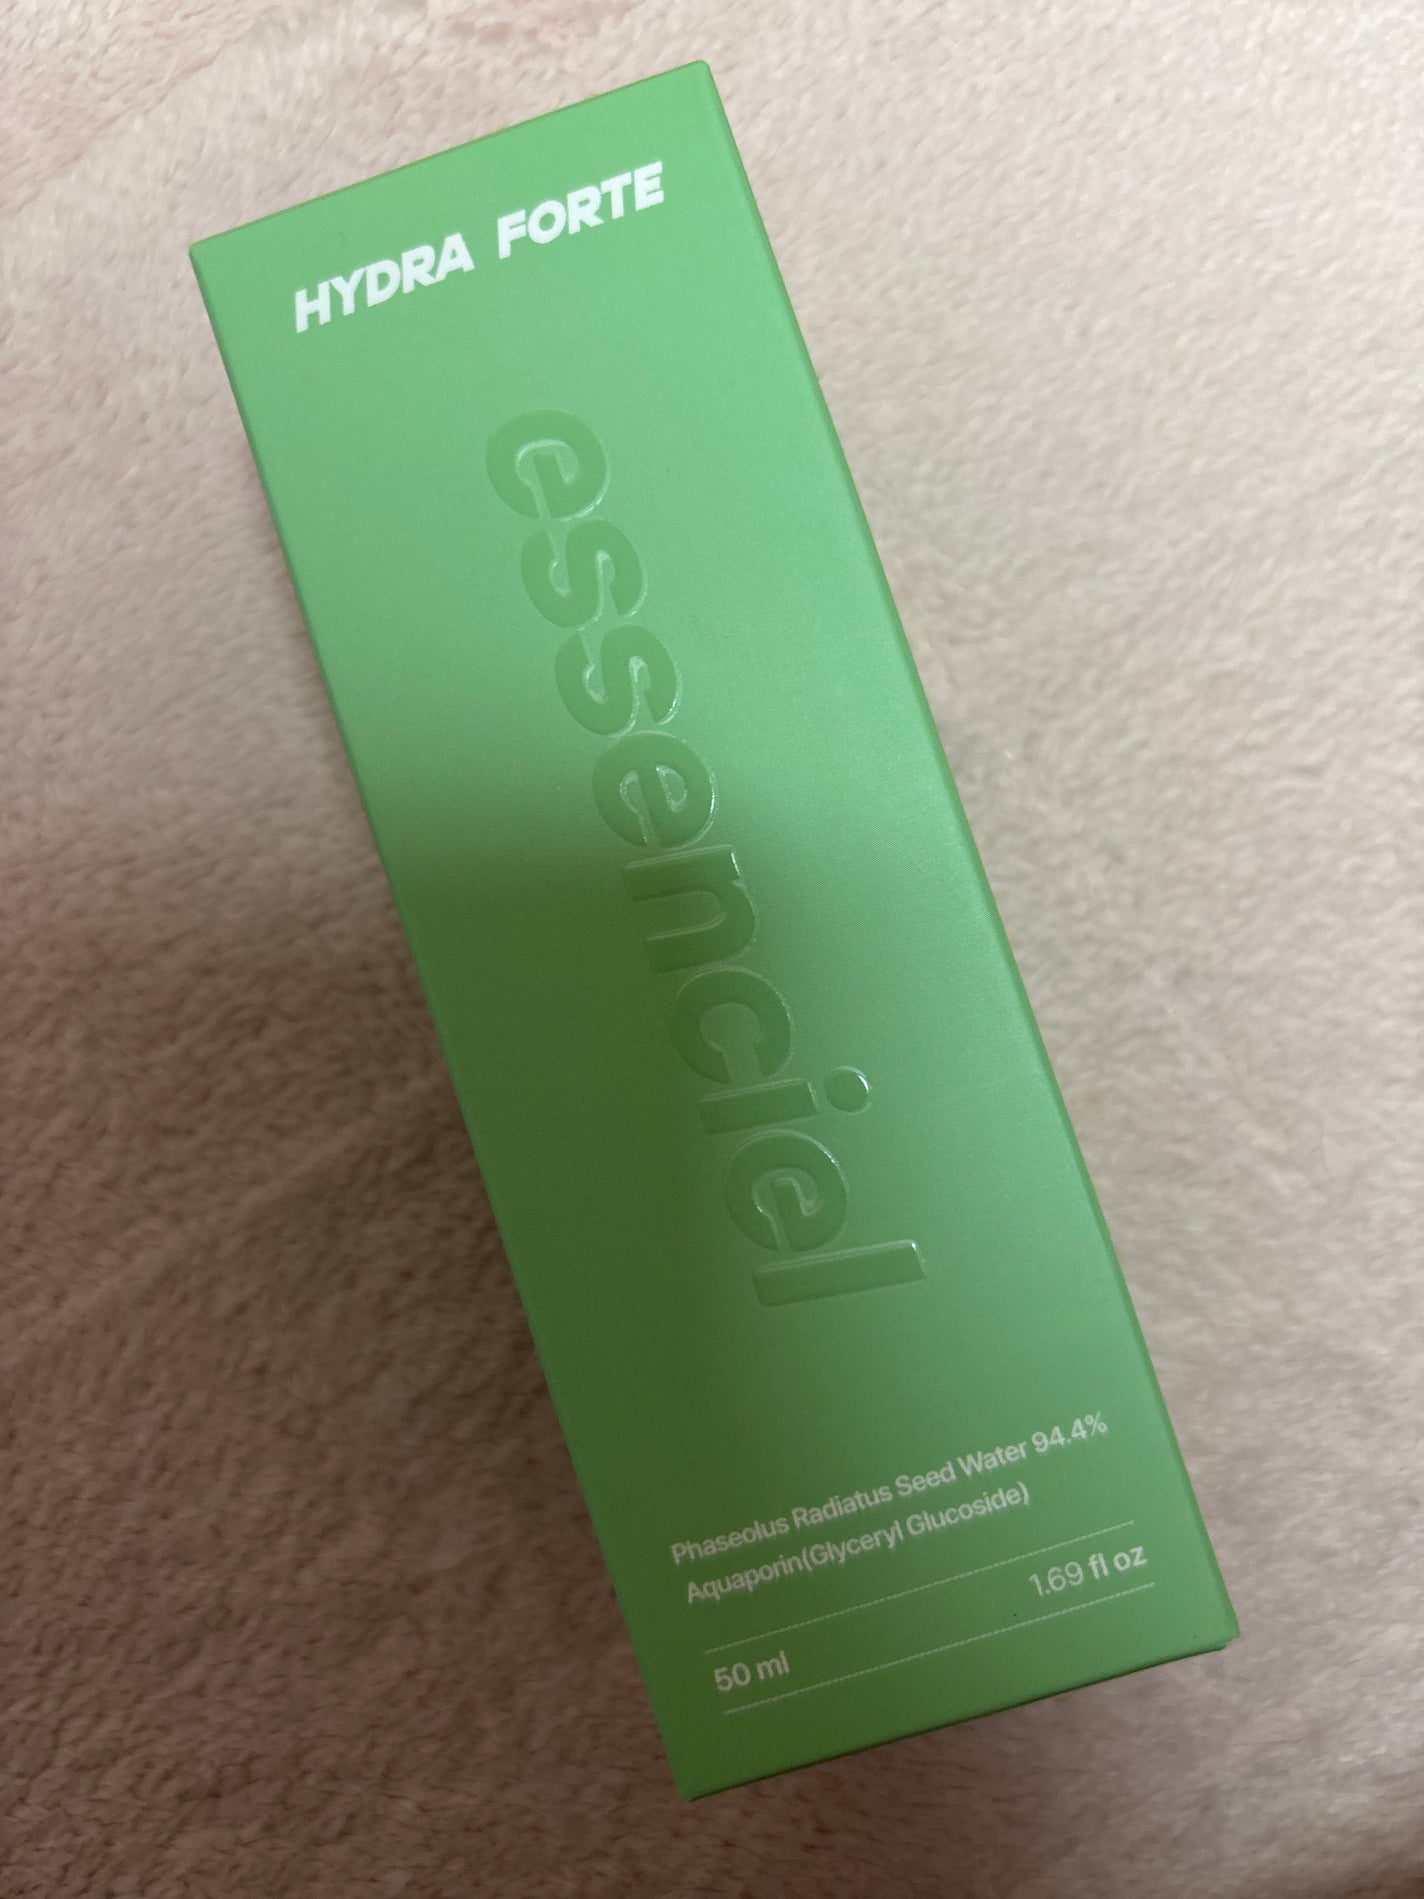 HYDRA FORTE
essenciel
Phaseolus Radiatus Seed Water 94.4%
Aquaporin(Glyceryl Glucoside)
50 ml 1.69 fl oz